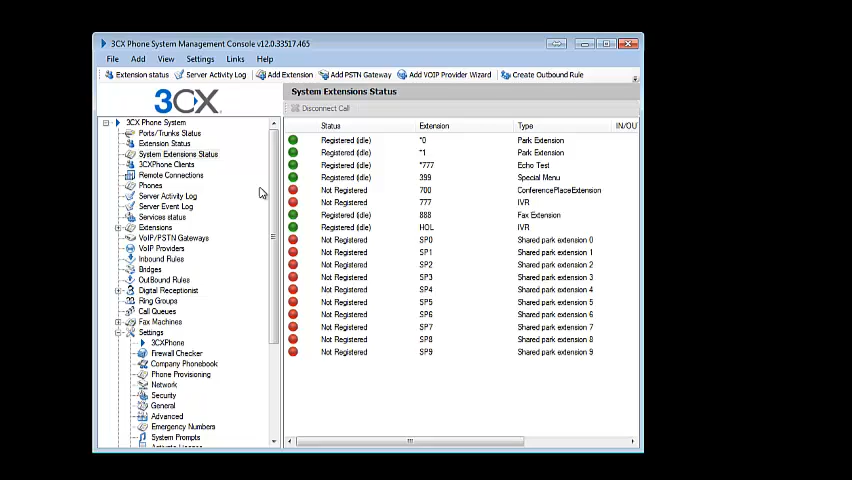 3CX Phone System Management Console v12.0.33517.465
File Add View Settings Links Help
Extension status Server Activity Log Add Extension Add PSTN Gateway Add VOIP Provider Wizard Create Outbound Rule
3CX
3CX Phone System
Ports/Trunks Status
Extension Status
System Extensions Status
3CXPhone Clients
Remote Connections
Phones
Server Activity Log
Server Event Log
Services status
Extensions
VoIP/PSTN Gateways
VoIP Providers
Inbound Rules
Bridges
OutBound Rules
Digital Receptionist
Ring Groups
Call Queues
Fax Machines
Settings
3CXPhone
Firewall Checker
Company Phonebook
Phone Provisioning
Network
Security
General
Advanced
Emergency Numbers
System Prompts
System Extensions Status
Disconnect Call
Status Extension Type IN/OU
Registered (idle) *0 Park Extension
Registered (idle) *1 Park Extension
Registered (idle) *777 Echo Test
Registered (idle) 399 Special Menu
Not Registered 700 ConferencePlaceExtension
Not Registered 777 IVR
Registered (idle) 888 Fax Extension
Registered (idle) HOL IVR
Not Registered SP0 Shared park extension 0
Not Registered SP1 Shared park extension 1
Not Registered SP2 Shared park extension 2
Not Registered SP3 Shared park extension 3
Not Registered SP4 Shared park extension 4
Not Registered SP5 Shared park extension 5
Not Registered SP6 Shared park extension 6
Not Registered SP7 Shared park extension 7
Not Registered SP8 Shared park extension 8
Not Registered SP9 Shared park extension 9